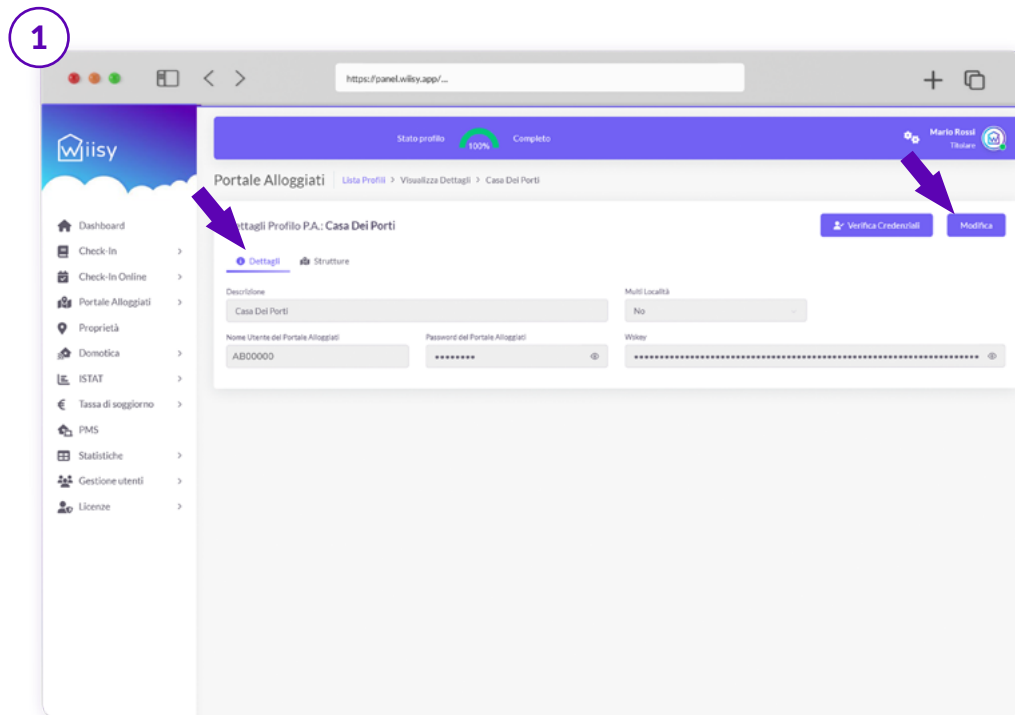 1
https://panel.wiisy.app/...
Wiisy
Stato profilo 100% Completo
Mario Rossi
Titolare
Portale Alloggiati Lista Profili > Visualizza Dettagli > Casa Dei Porti
Dettagli Profilo P.A.: Casa Dei Porti
Verifica Credenziali
Modifica
Dettagli Strutture
Descrizione Multi Località
Casa Dei Porti No
Nome Utente del Portale Alloggiati Password del Portale Alloggiati Wskey
AB00000 •••••••• ••••••••••••••••••••••••••••••••••••••••••••••••••••••••••••••••••••
Dashboard
Check-In
Check-In Online
Portale Alloggiati
Proprietà
Domotica
ISTAT
Tassa di soggiorno
PMS
Statistiche
Gestione utenti
Licenze